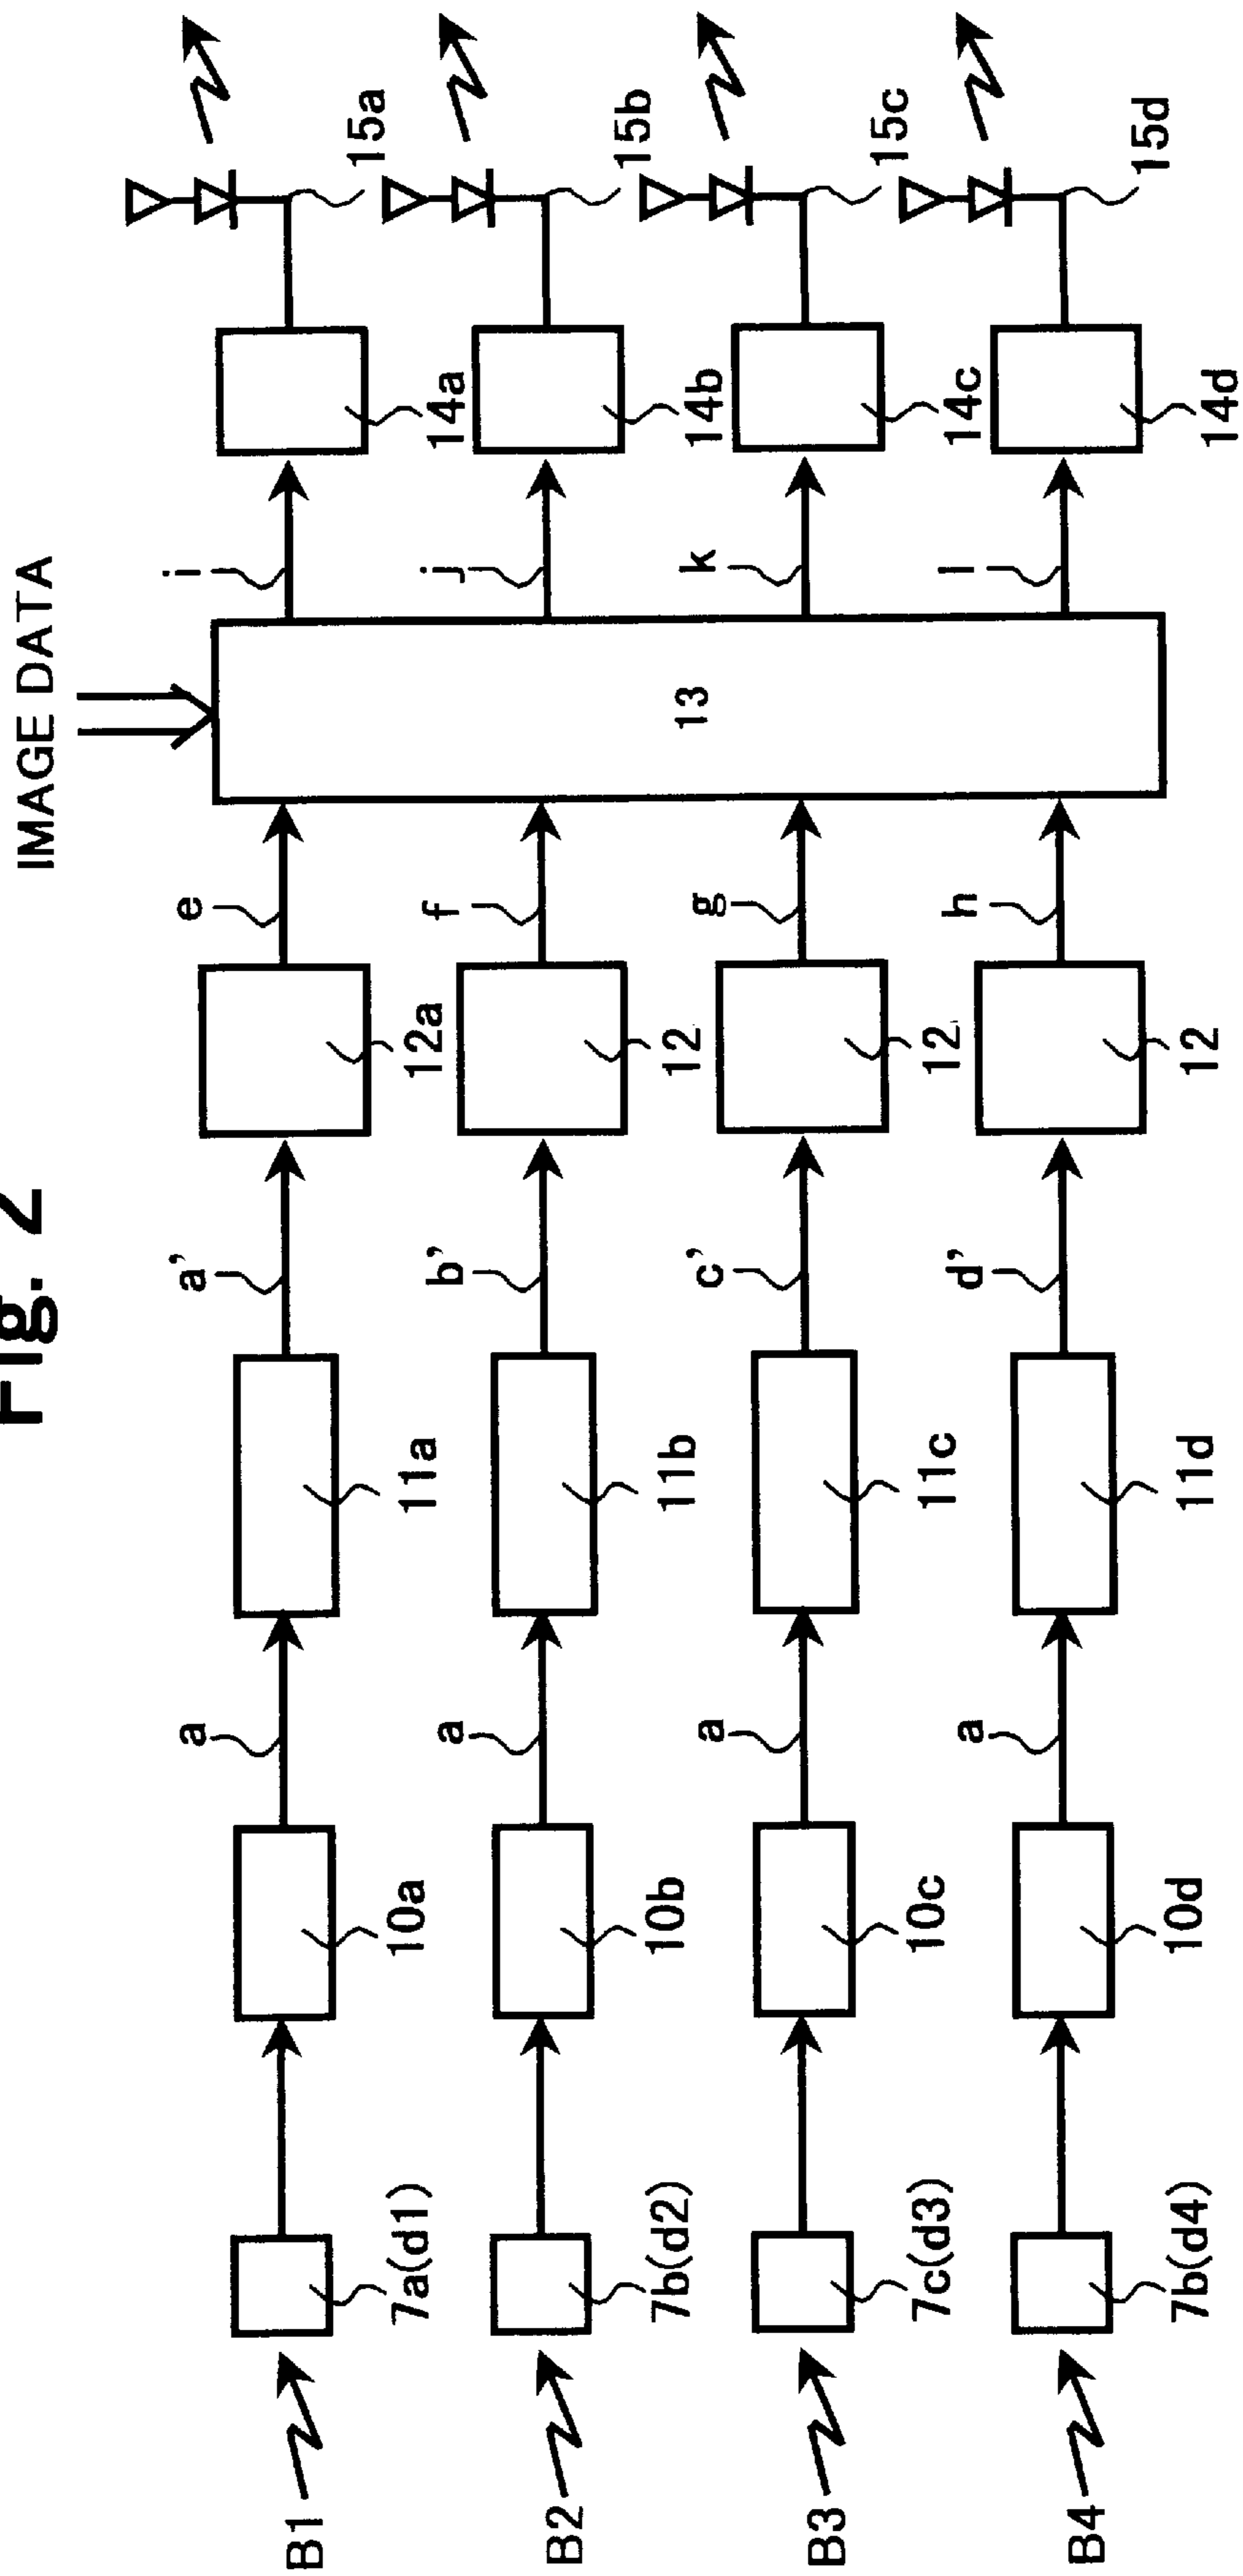 Fig. 2
IMAGE DATA
B1
7a(d1)
10a
a
11a
a'
12a
e
13
i
14a
15a
B2
7b(d2)
10b
a
11b
b'
12
f
j
14b
15b
B3
7c(d3)
10c
a
11c
c'
12
g
k
14c
15c
B4
7b(d4)
10d
a
11d
d'
12
h
l
14d
15d